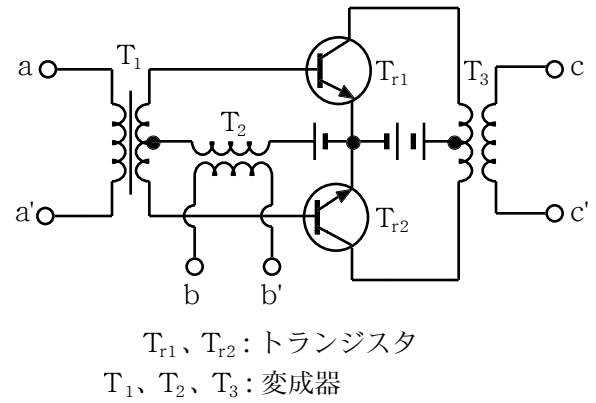 a
T1
Tr1
T3
c
T2
a'
Tr2
c'
b
b'
Tr1、Tr2：トランジスタ
T1、T2、T3：変成器